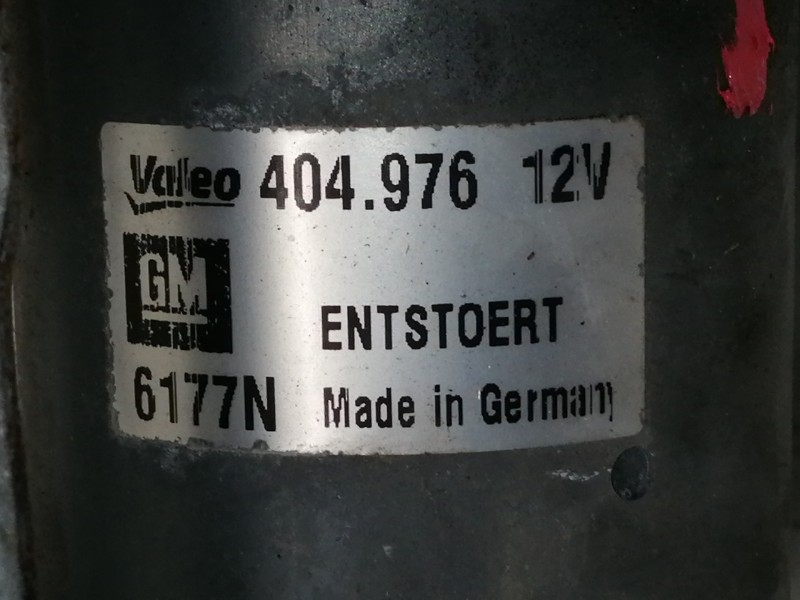 Valeo 404.976 12V
GM
ENTSTOERT
6177N Made in Germany